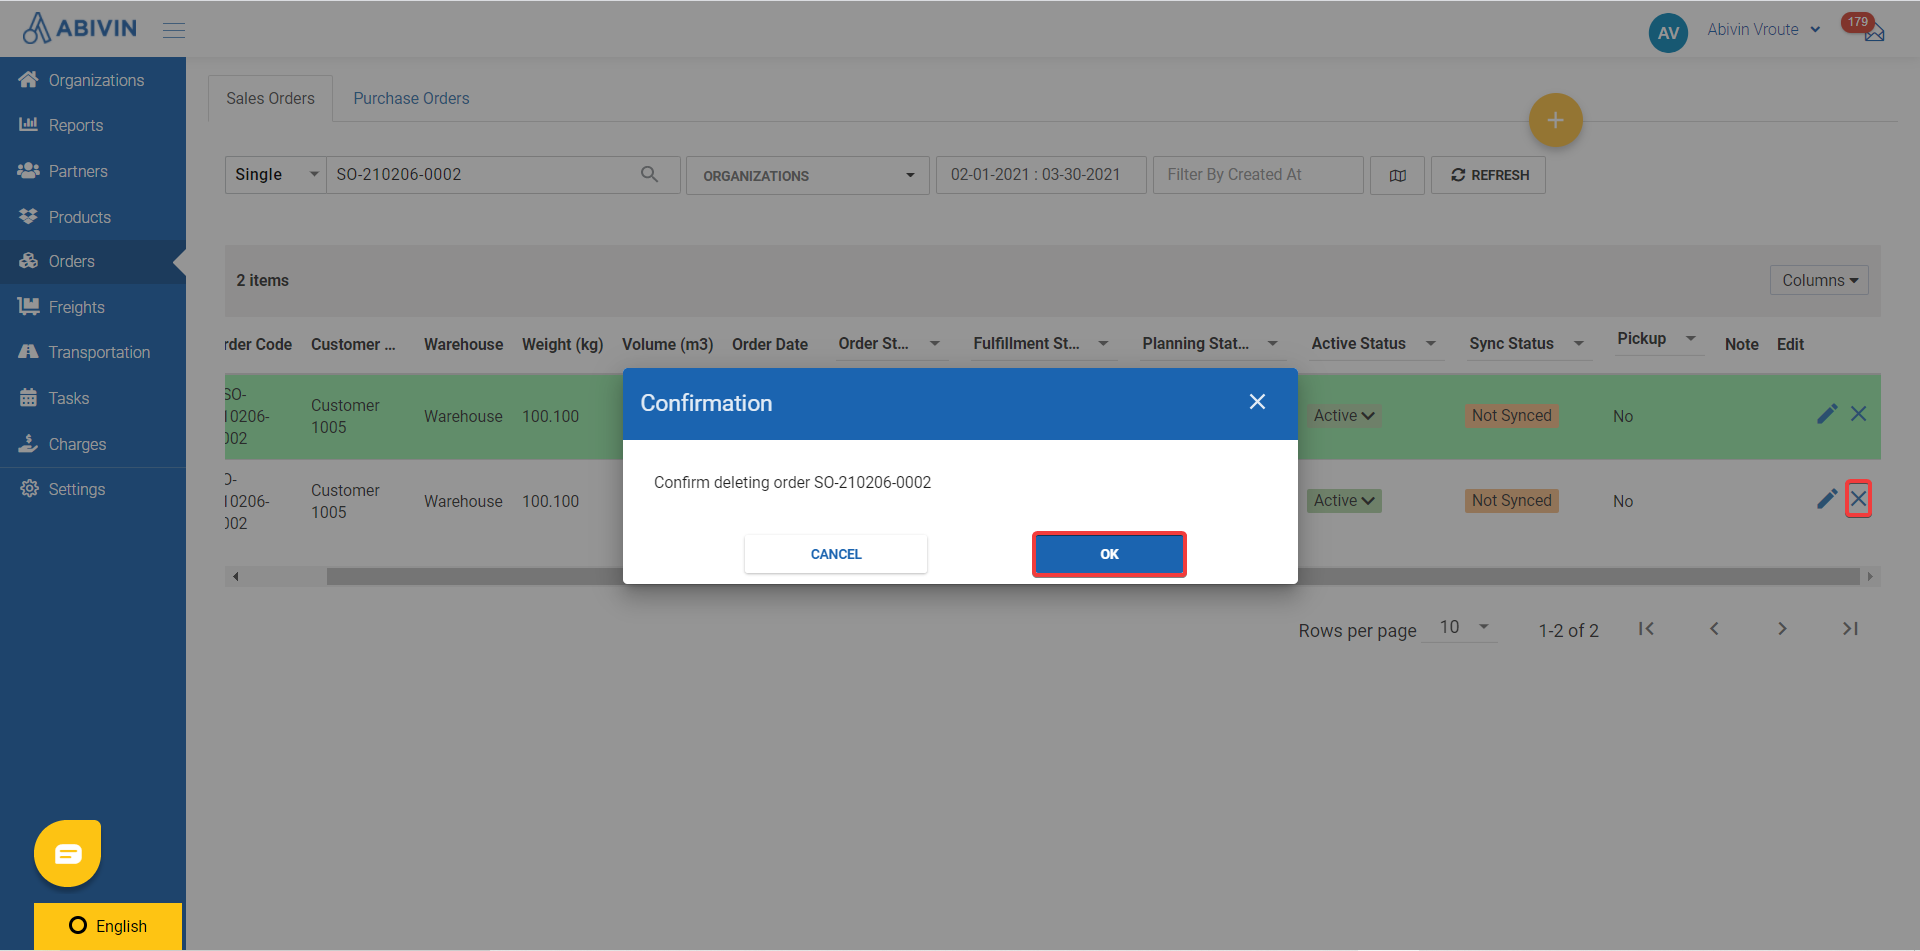 ABIVIN
AV
Abivin Vroute
179
Organizations
Reports
Partners
Products
Orders
Freights
Transportation
Tasks
Charges
Settings
Sales Orders
Purchase Orders
+
Single
SO-210206-0002
ORGANIZATIONS
02-01-2021 : 03-30-2021
Filter By Created At
REFRESH
2 items
Columns
rder Code
Customer ...
Warehouse
Weight (kg)
Volume (m3)
Order Date
Order St...
Fulfillment St...
Planning Stat...
Active Status
Sync Status
Pickup
Note
Edit
SO-
10206-
002
Customer
1005
Warehouse
100.100
Active
Not Synced
No
O-
10206-
002
Customer
1005
Warehouse
100.100
Active
Not Synced
No
Confirmation
Confirm deleting order SO-210206-0002
CANCEL
OK
Rows per page
10
1-2 of 2
English